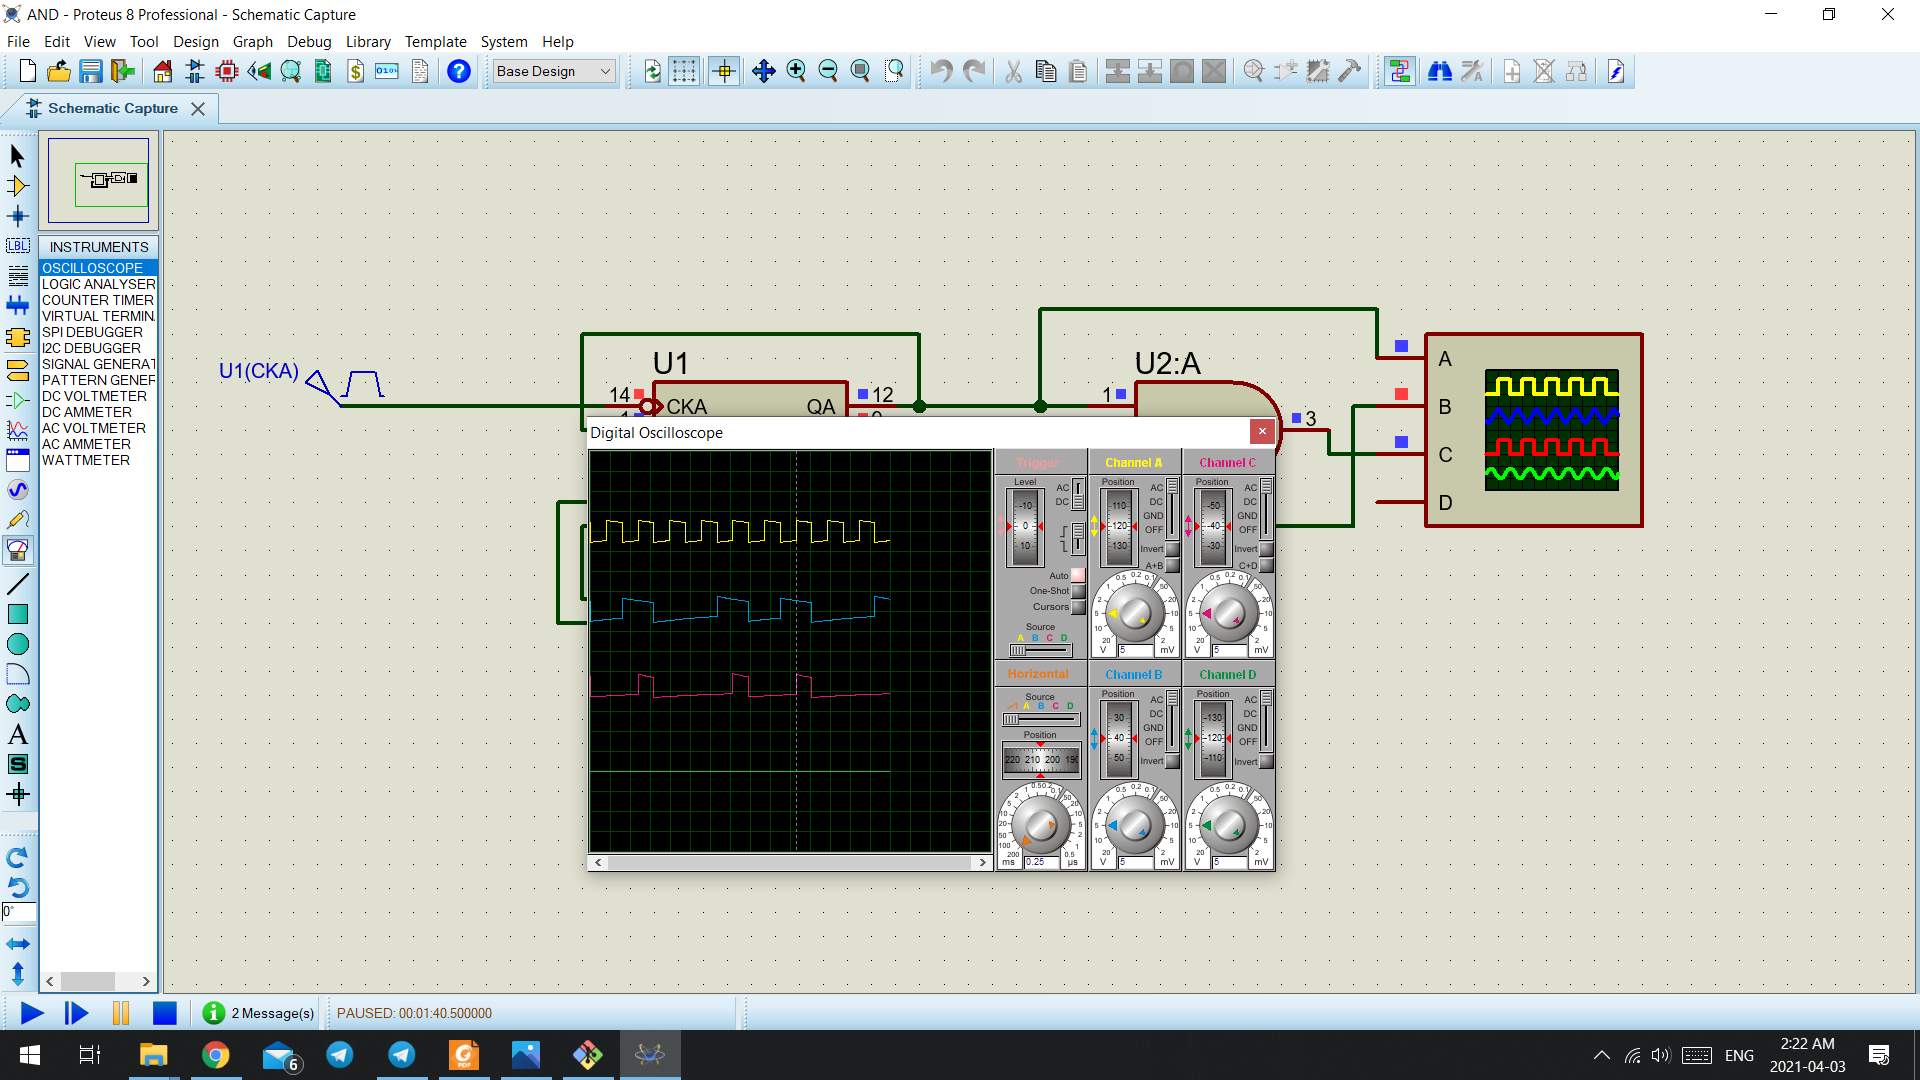 AND - Proteus 8 Professional - Schematic Capture
File Edit View Tool Design Graph Debug Library Template System Help
Base Design
Schematic Capture
INSTRUMENTS
OSCILLOSCOPE
LOGIC ANALYSER
COUNTER TIMER
VIRTUAL TERMIN
SPI DEBUGGER
I2C DEBUGGER
SIGNAL GENERAT
PATTERN GENER
DC VOLTMETER
DC AMMETER
AC VOLTMETER
AC AMMETER
WATTMETER
LBL
A
S
0°
U1(CKA)
U1
14
CKA
QA
12
U2:A
1
3
A
B
C
D
Digital Oscilloscope
Trigger
Level
-10
0
10
AC
DC
Auto
One-Shot
Cursors
Source
A B C D
Channel A
Position
110
120
130
AC
DC
GND
OFF
Invert
A+B
V 5 mV
Channel C
Position
-50
-40
-30
AC
DC
GND
OFF
Invert
C+D
V 5 mV
Horizontal
Source
A B C D
Position
220 210 200 190
ms 0.25 µs
Channel B
Position
30
40
50
AC
DC
GND
OFF
Invert
V 5 mV
Channel D
Position
-130
-120
-110
AC
DC
GND
OFF
Invert
V 5 mV
2 Message(s)
PAUSED: 00:01:40.500000
6
PDF
ENG
2:22 AM
2021-04-03